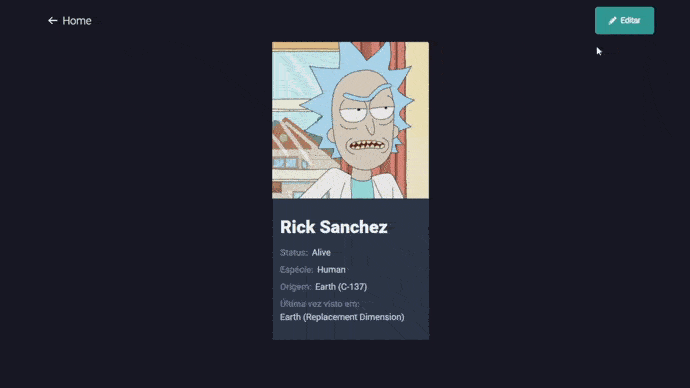 Home
Editar
Rick Sanchez
Status: Alive
Espécie: Human
Origem: Earth (C-137)
Última vez visto em:
Earth (Replacement Dimension)